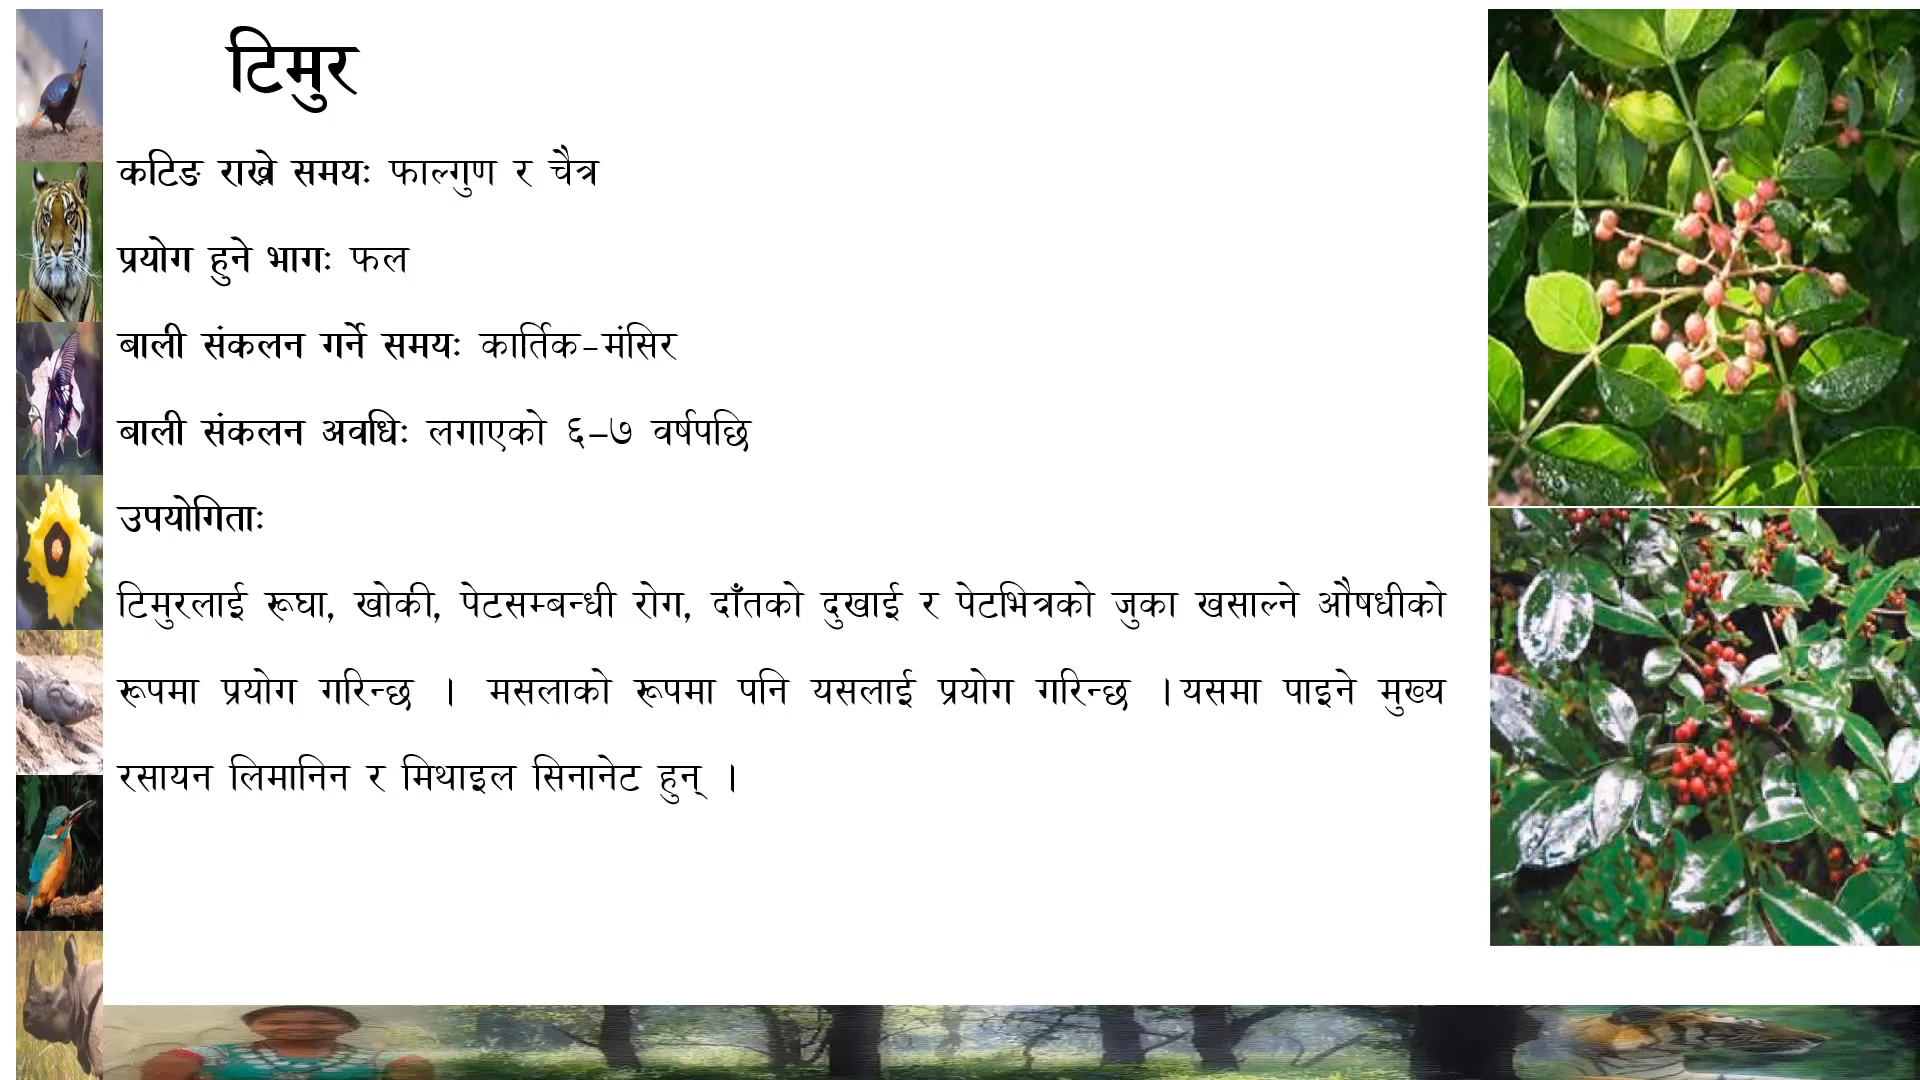 टिमुर
कटिङ राख्ने समयः फाल्गुण र चैत्र
प्रयोग हुने भागः फल
बाली संकलन गर्ने समयः कार्तिक-मंसिर
बाली संकलन अवधिः लगाएको ६–७ वर्षपछि
उपयोगिताः
टिमुरलाई रूघा, खोकी, पेटसम्बन्धी रोग, दाँतको दुखाई र पेटभित्रको जुका खसाल्ने औषधीको
रूपमा प्रयोग गरिन्छ । मसलाको रूपमा पनि यसलाई प्रयोग गरिन्छ ।यसमा पाइने मुख्य
रसायन लिमानिन र मिथाइल सिनानेट हुन् ।